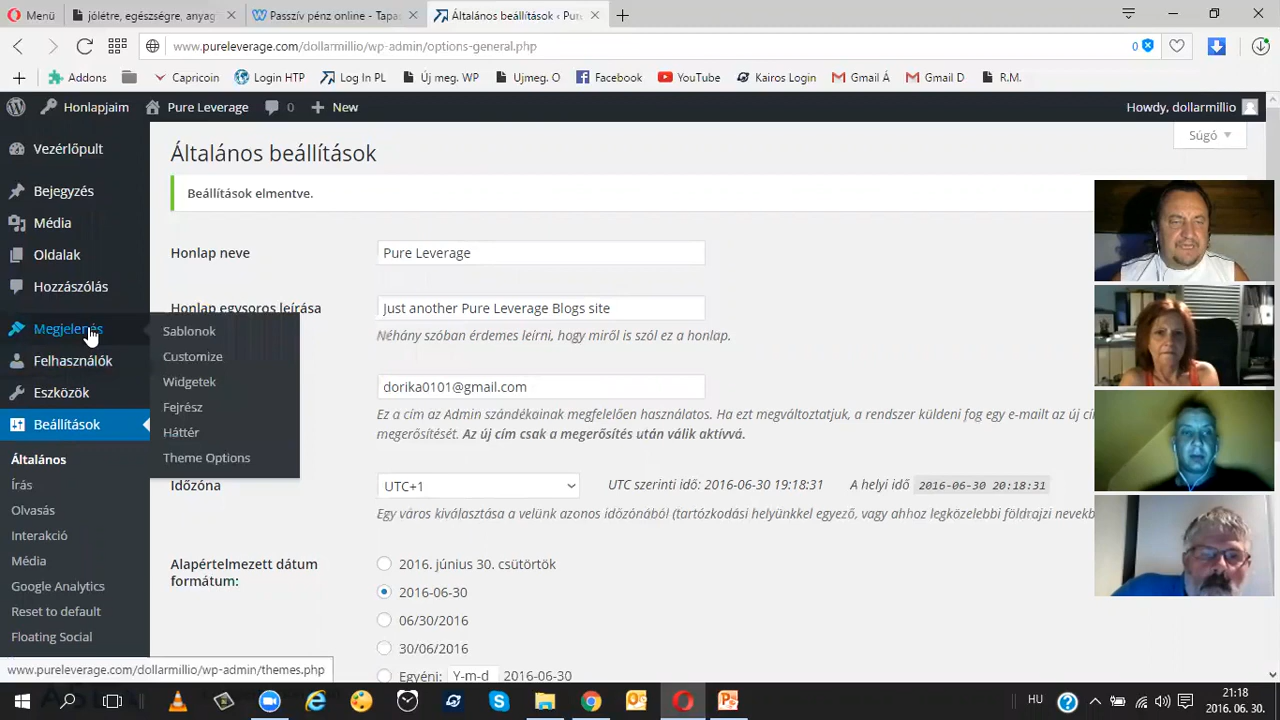 Menü
jólétre, egészségre, anyag
Passzív pénz online - Tapas
Általános beállítások ‹ Pure
www.pureleverage.com/dollarmillio/wp-admin/options-general.php
0
Addons
Capricoin
Login HTP
Log In PL
Új meg. WP
Ujmeg. O
Facebook
YouTube
Kairos Login
Gmail Á
Gmail D
R.M.
Honlapjaim
Pure Leverage
0
New
Howdy, dollarmillio
Vezérlőpult
Bejegyzés
Média
Oldalak
Hozzászólás
Megjelenés
Felhasználók
Eszközök
Beállítások
Általános
Írás
Olvasás
Interakció
Média
Google Analytics
Reset to default
Floating Social
Sablonok
Customize
Widgetek
Fejrész
Háttér
Theme Options
Súgó
Általános beállítások
Beállítások elmentve.
Honlap neve
Pure Leverage
Honlap egysoros leírása
Just another Pure Leverage Blogs site
Néhány szóban érdemes leírni, hogy miről is szól ez a honlap.
dorika0101@gmail.com
Ez a cím az Admin szándékainak megfelelően használatos. Ha ezt megváltoztatjuk, a rendszer küldeni fog egy e-mailt az új cí
megerősítését. Az új cím csak a megerősítés után válik aktívvá.
Időzóna
UTC+1
UTC szerinti idő: 2016-06-30 19:18:31
A helyi idő 2016-06-30 20:18:31
Egy város kiválasztása a velünk azonos időzónából (tartózkodási helyünkkel egyező, vagy ahhoz legközelebbi földrajzi nevekb
Alapértelmezett dátum
formátum:
2016. június 30. csütörtök
2016-06-30
06/30/2016
30/06/2016
Egyéni: Y-m-d 2016-06-30
www.pureleverage.com/dollarmillio/wp-admin/themes.php
HU
21:18
2016. 06. 30.